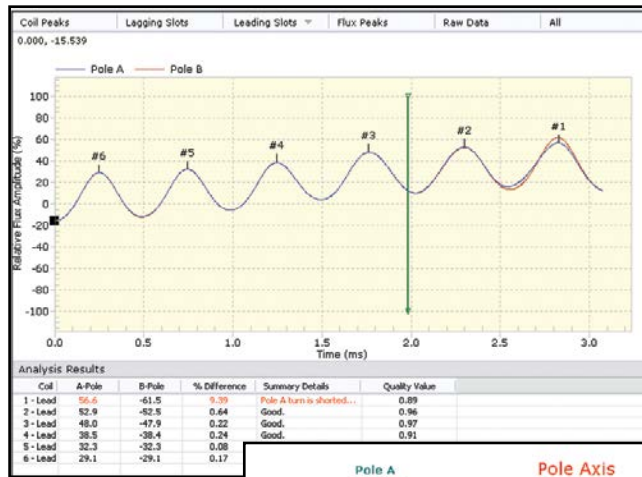 Coil Peaks Lagging Slots Leading Slots Flux Peaks Raw Data All
0.000, -15.539
Pole A Pole B
Relative Flux Amplitude (%)
100
80
60
40
20
0
-20
-40
-60
-80
-100
#6 #5 #4 #3 #2 #1
0.0 0.5 1.0 1.5 2.0 2.5 3.0
Time (ms)
Analysis Results
Coil A-Pole B-Pole % Difference Summary Details Quality Value
1 - Lead 56.6 -61.5 9.39 Pole A turn is shorted... 0.89
2 - Lead 52.9 -52.5 0.64 Good. 0.96
3 - Lead 48.0 -47.9 0.22 Good. 0.97
4 - Lead 38.5 -38.4 0.24 Good. 0.91
5 - Lead 32.3 -32.3 0.08
6 - Lead 29.1 -29.1 0.17
Pole A Pole Axis